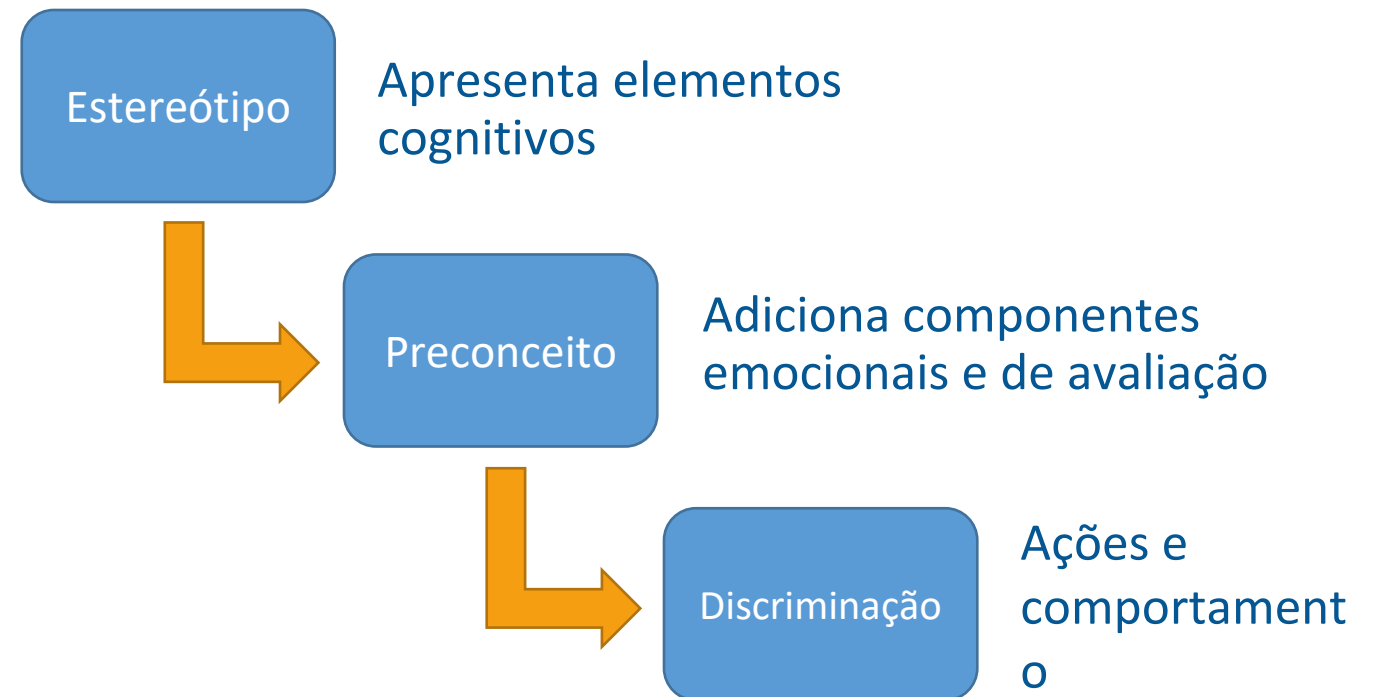 Estereótipo
Apresenta elementos
cognitivos
Preconceito
Adiciona componentes
emocionais e de avaliação
Discriminação
Ações e
comportament
o